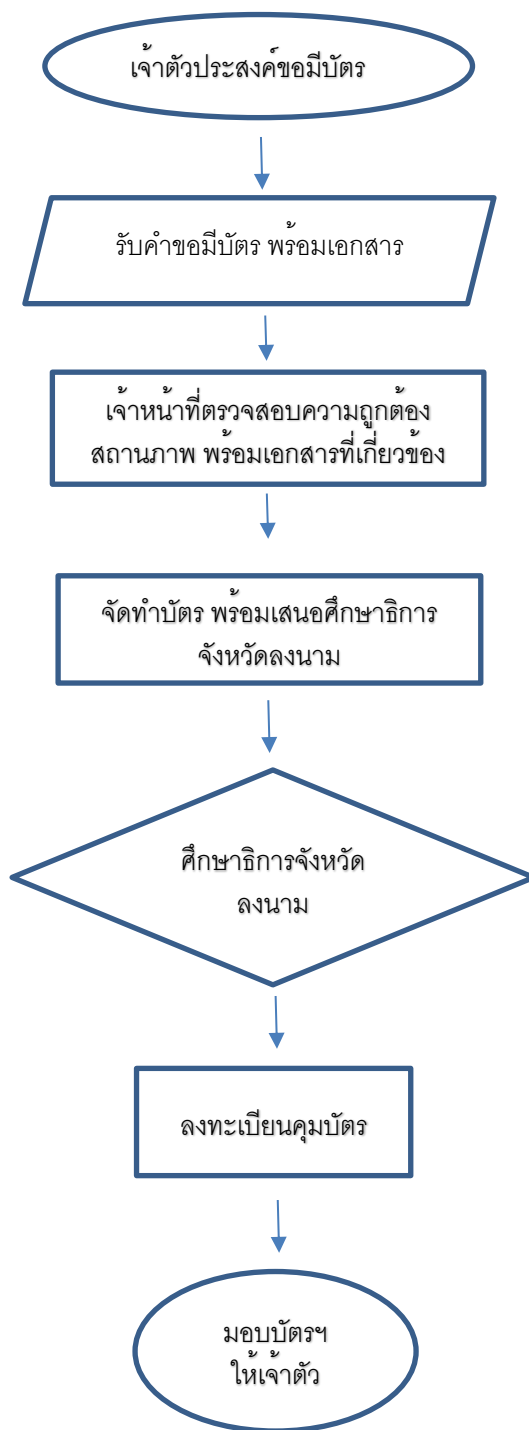 เจ้าตัวประสงค์ขอมีบัตร
รับคำขอมีบัตร พร้อมเอกสาร
เจ้าหน้าที่ตรวจสอบความถูกต้อง
สถานภาพ พร้อมเอกสารที่เกี่ยวข้อง
จัดทำบัตร พร้อมเสนอศึกษาธิการ
จังหวัดลงนาม
ศึกษาธิการจังหวัด
ลงนาม
ลงทะเบียนคุมบัตร
มอบบัตรฯ
ให้เจ้าตัว